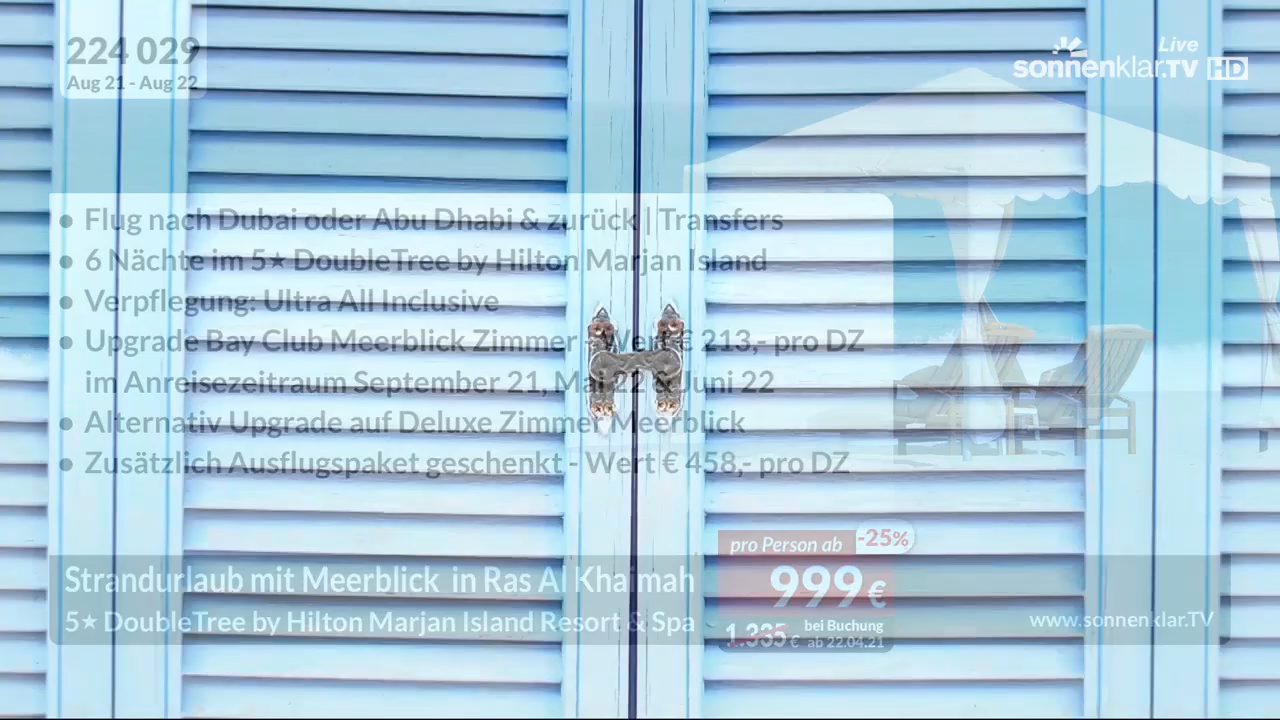 224 029
Aug 21 - Aug 22
Live
sonnenklar.TV HD
• Flug nach Dubai oder Abu Dhabi & zurück | Transfers
• 6 Nächte im 5★ DoubleTree by Hilton Marjan Island
• Verpflegung: Ultra All Inclusive
• Upgrade Bay Club Meerblick Zimmer - Wert € 213,- pro DZ
im Anreisezeitraum September 21, Mai 22 & Juni 22
• Alternativ Upgrade auf Deluxe Zimmer Meerblick
• Zusätzlich Ausflugspaket geschenkt - Wert € 458,- pro DZ
pro Person ab -25%
999 €
Strandurlaub mit Meerblick in Ras Al Khaimah
5★ DoubleTree by Hilton Marjan Island Resort & Spa
1.335 € bei Buchung
ab 22.04.21
www.sonnenklar.TV